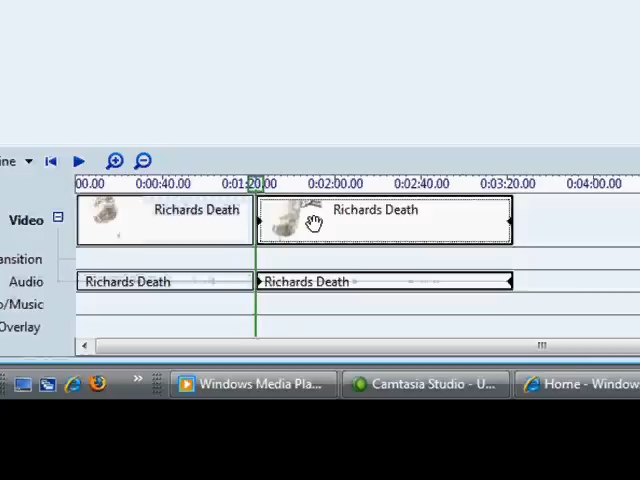 ine
00.00 0:00:40.00 0:01:20.00 0:02:00.00 0:02:40.00 0:03:20.00 0:04:00.00
Video Richards Death Richards Death
ansition
Audio Richards Death Richards Death
o/Music
Overlay
» Windows Media Pla... Camtasia Studio - U... Home - Window